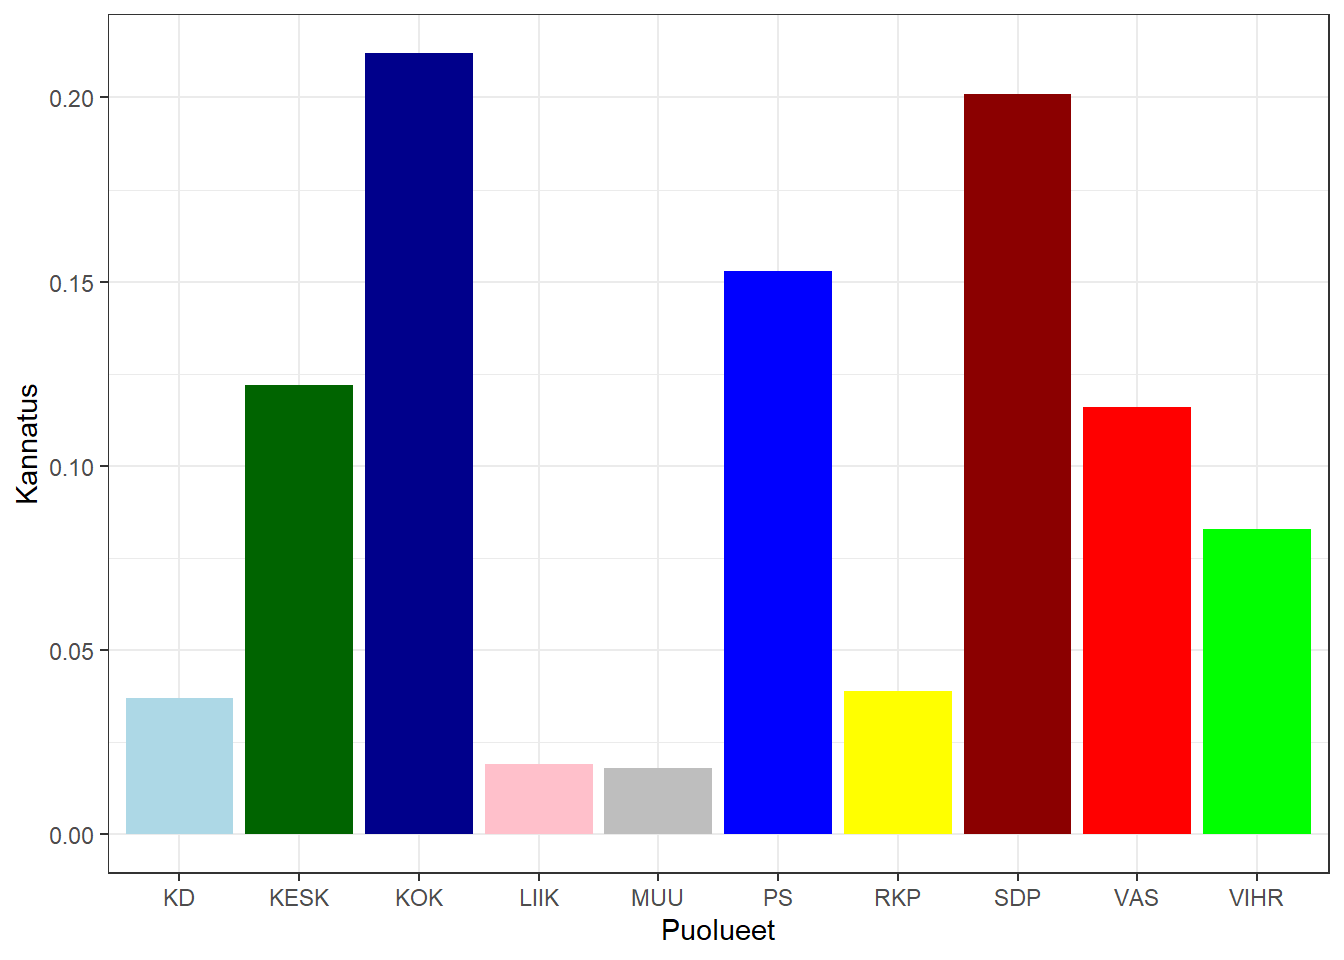 0.20
0.15
0.10
0.05
0.00
Kannatus
KD KESK KOK LIIK MUU PS RKP SDP VAS VIHR
Puolueet